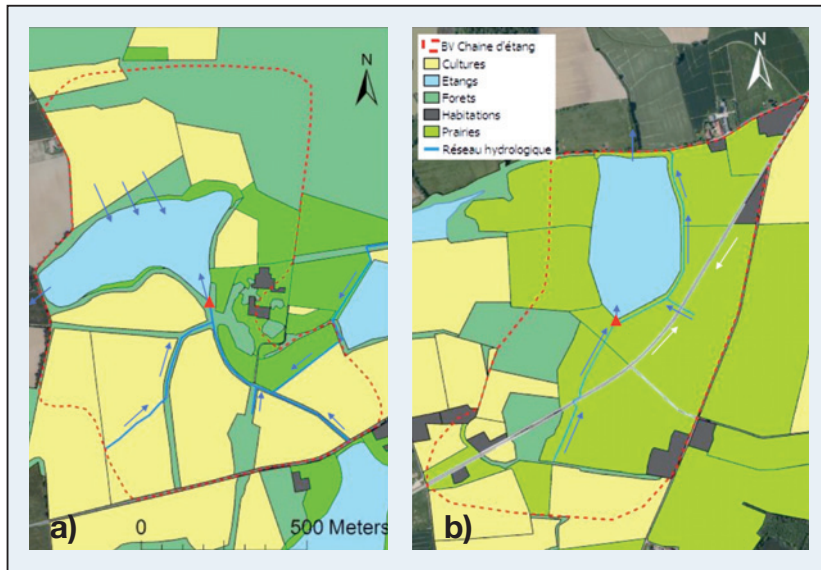 N
a)
0 500 Meters
BV Chaine d'étang
Cultures
Etangs
Forets
Habitations
Prairies
Réseau hydrologique
N
b)